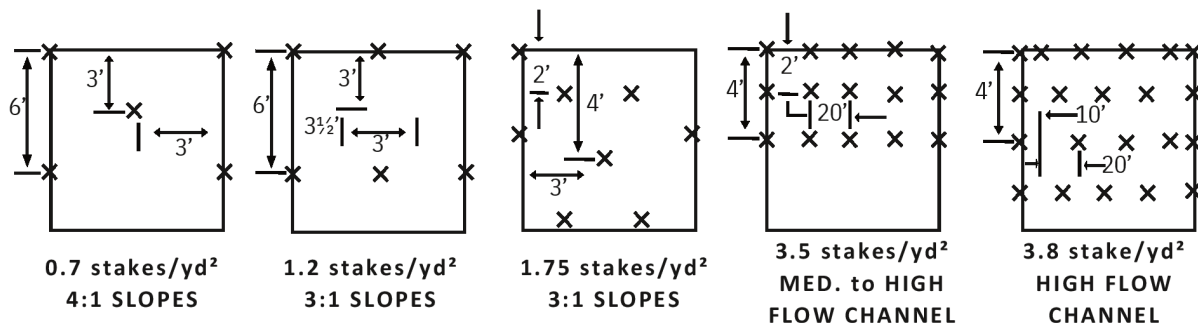 6'
3'
3'
0.7 stakes/yd²
4:1 SLOPES
6'
3'
3½'
3'
1.2 stakes/yd²
3:1 SLOPES
2'
4'
3'
1.75 stakes/yd²
3:1 SLOPES
4'
2'
20'
3.5 stakes/yd²
MED. to HIGH
FLOW CHANNEL
4'
10'
20'
3.8 stake/yd²
HIGH FLOW
CHANNEL